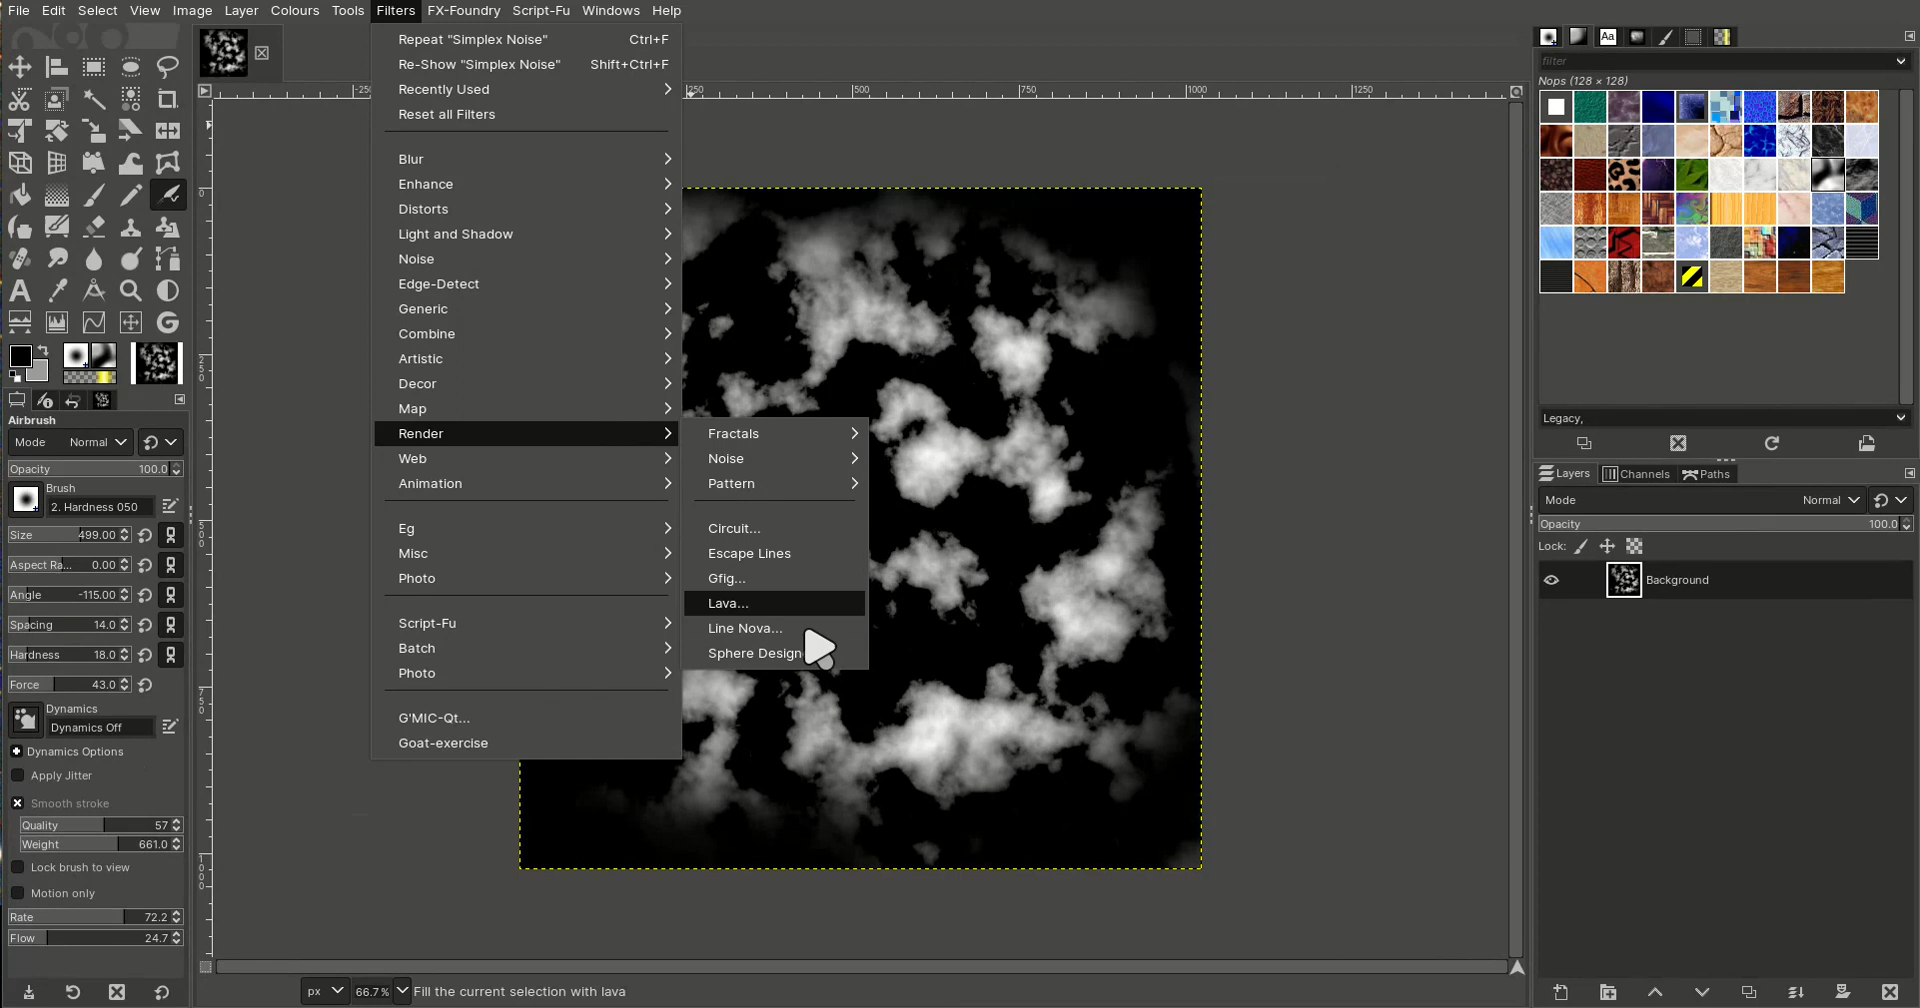 File Edit Select View Image Layer Colours Tools Filters FX-Foundry Script-Fu Windows Help
Repeat "Simplex Noise" Ctrl+F
Re-Show "Simplex Noise" Shift+Ctrl+F
Recently Used
Reset all Filters
Blur
Enhance
Distorts
Light and Shadow
Noise
Edge-Detect
Generic
Combine
Artistic
Decor
Map
Render
Web
Animation
Eg
Misc
Photo
Script-Fu
Batch
Photo
G'MIC-Qt...
Goat-exercise
Fractals
Noise
Pattern
Circuit...
Escape Lines
Gfig...
Lava...
Line Nova...
Sphere Design
-250
250
500
750
1000
1250
0
250
500
750
1000
Airbrush
Mode Normal
Opacity 100.0
Brush
2. Hardness 050
Size 499.00
Aspect Ra... 0.00
Angle -115.00
Spacing 14.0
Hardness 18.0
Force 43.0
Dynamics
Dynamics Off
Dynamics Options
Apply Jitter
Smooth stroke
Quality 57
Weight 661.0
Lock brush to view
Motion only
Rate 72.2
Flow 24.7
px 66.7% Fill the current selection with lava
Aa
filter
Nops (128 × 128)
Legacy,
Layers Channels Paths
Mode Normal
Opacity 100.0
Lock:
Background